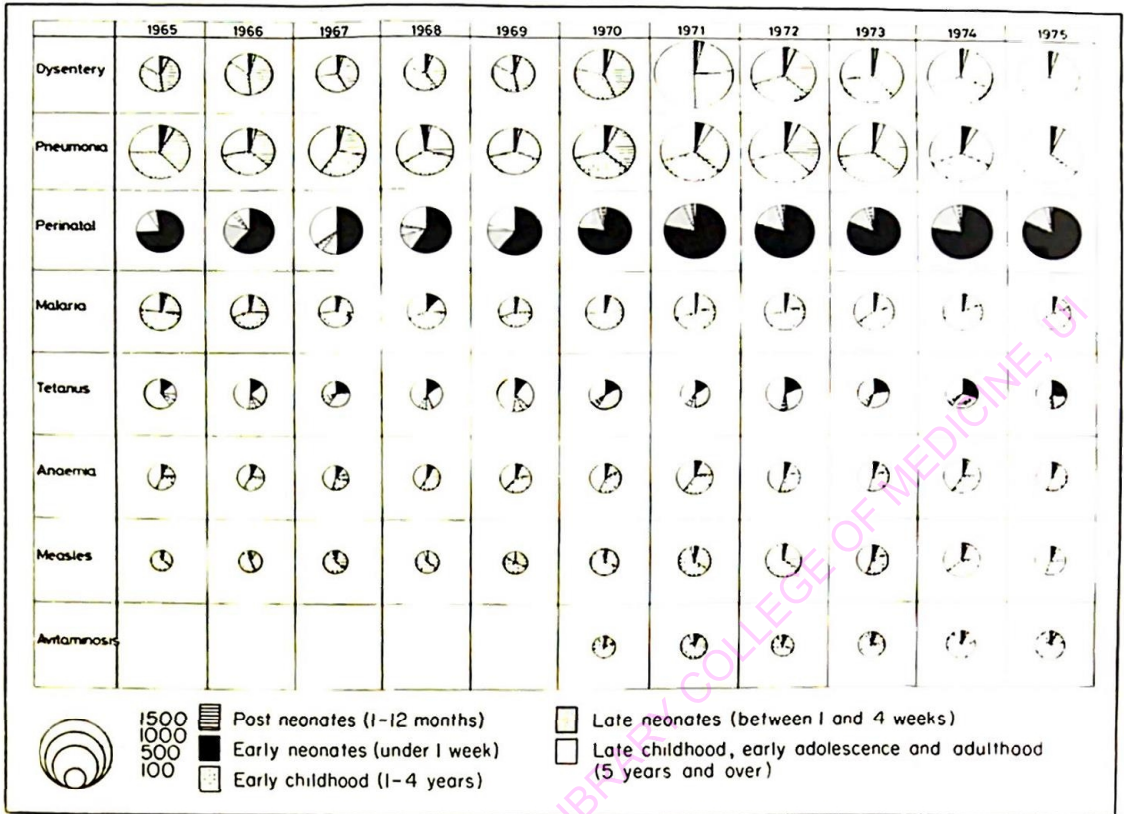 1965 1966 1967 1968 1969 1970 1971 1972 1973 1974 1975
Dysentery
Pneumonia
Perinatal
Malaria
Tetanus
Anaemia
Measles
Avitaminosis
1500
1000
500
100
Post neonates (1-12 months)
Early neonates (under 1 week)
Early childhood (1-4 years)
Late neonates (between 1 and 4 weeks)
Late childhood, early adolescence and adulthood
(5 years and over)
IBRARY COLLEGE OF MEDICINE, UI